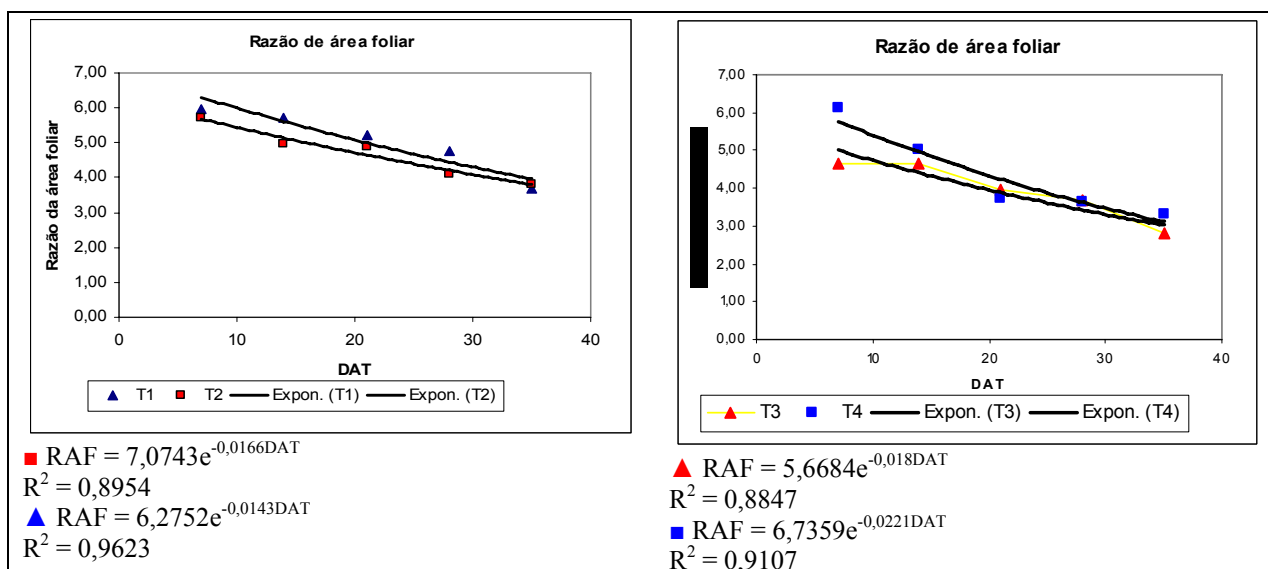 Razão de área foliar
7,00
6,00
5,00
4,00
3,00
2,00
1,00
0,00
Razão da área foliar
0 10 20 30 40
DAT
T1 T2 Expon. (T1) Expon. (T2)
RAF = 7,0743e^-0,0166DAT
R² = 0,8954
RAF = 6,2752e^-0,0143DAT
R² = 0,9623
Razão de área foliar
7,00
6,00
5,00
4,00
3,00
2,00
1,00
0,00
0 10 20 30 40
DAT
T3 T4 Expon. (T3) Expon. (T4)
RAF = 5,6684e^-0,018DAT
R² = 0,8847
RAF = 6,7359e^-0,0221DAT
R² = 0,9107